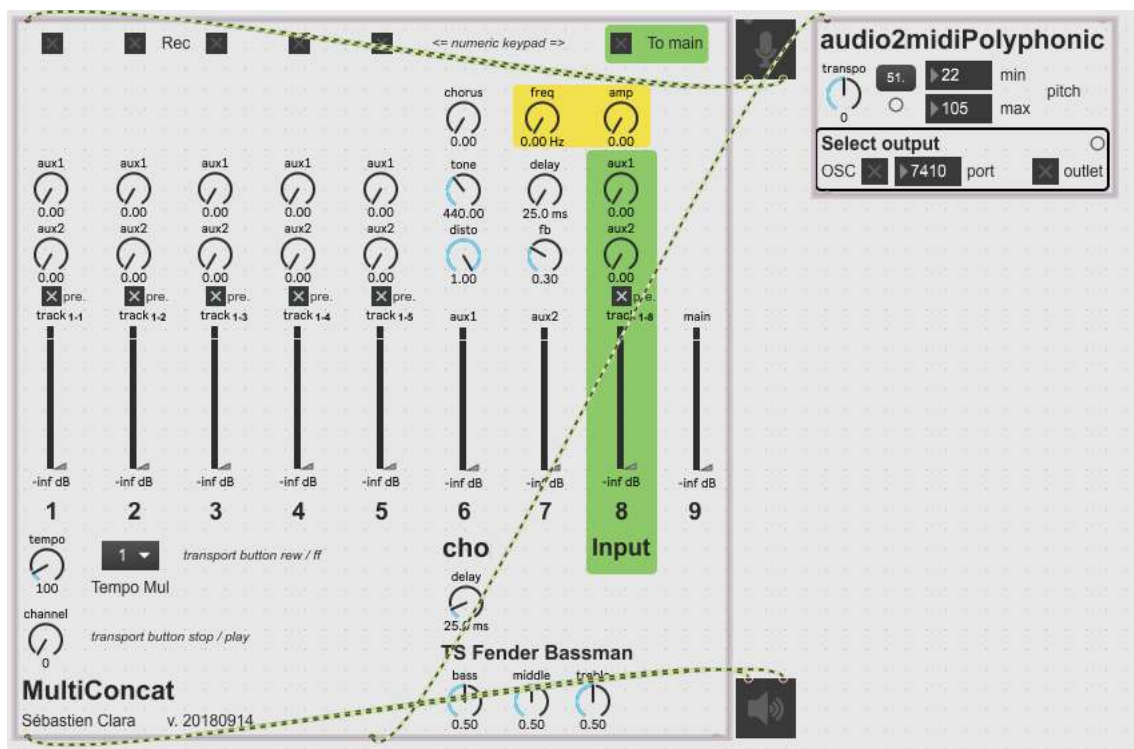 Rec <= numeric keypad => To main
audio2midiPolyphonic
transpo 51. 22 min
pitch
0 105 max
Select output
OSC 7410 port outlet
chorus freq amp
0.00 0.00 Hz 0.00
aux1 aux1 aux1 aux1 aux1 tone delay aux1
0.00 0.00 0.00 0.00 0.00 440.00 25.0 ms 0.00
aux2 aux2 aux2 aux2 aux2 disto fb aux2
0.00 0.00 0.00 0.00 0.00 1.00 0.30 0.00
pre. pre. pre. pre. pre. pre.
track 1-1 track 1-2 track 1-3 track 1-4 track 1-5 aux1 aux2 track 1-8 main
-inf dB -inf dB -inf dB -inf dB -inf dB -inf dB -inf dB -inf dB -inf dB
1 2 3 4 5 6 7 8 9
tempo 1 transport button rew / ff cho Input
100 Tempo Mul
delay
25.0 ms
channel
0 transport button stop / play
TS Fender Bassman
bass middle treble
0.50 0.50 0.50
MultiConcat
Sébastien Clara v. 20180914